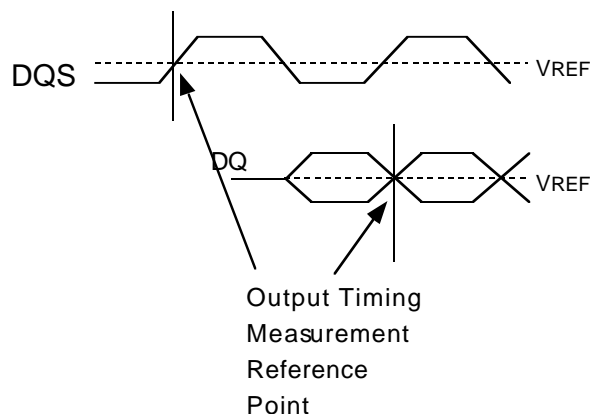 DQS
VREF
DQ
VREF
Output Timing
Measurement
Reference
Point